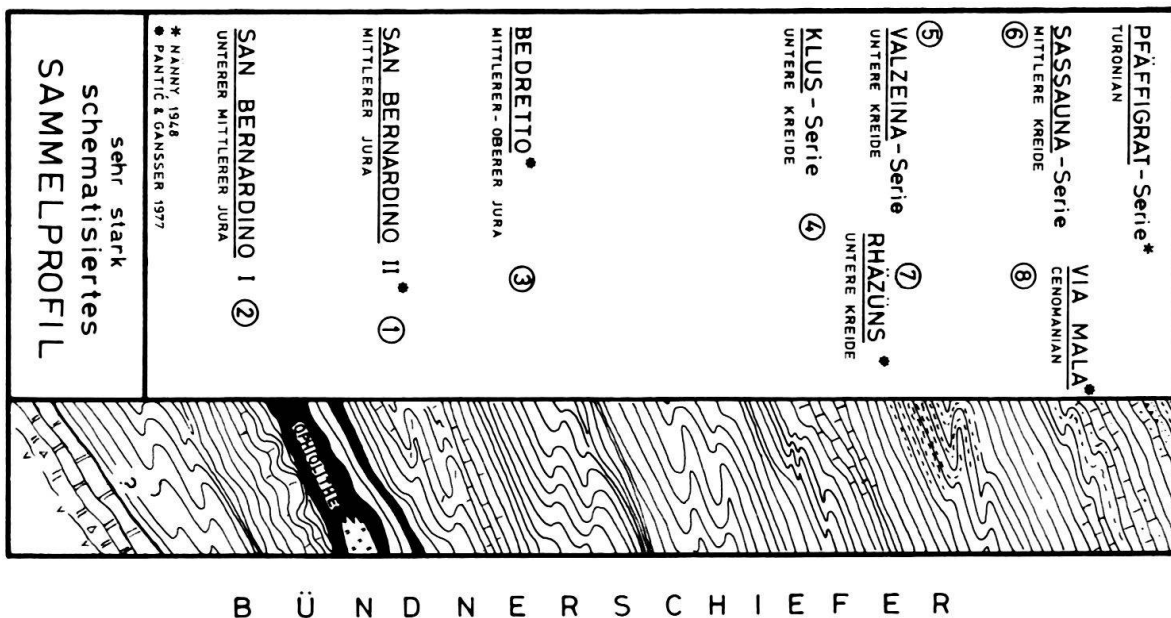 PFÄFFIGRAT-Serie*
TURONIAN
VIA MALA*
CENOMANIAN
⑧
SASSAUNA-Serie
MITTLERE KREIDE
⑥
⑤
VALZEINA-Serie
UNTERE KREIDE
⑦
RHÄZÜNS *
UNTERE KREIDE
KLUS-Serie ④
UNTERE KREIDE
BEDRETTO* ③
MITTLERER-OBERER JURA
SAN BERNARDINO II* ①
MITTLERER JURA
SAN BERNARDINO I ②
UNTERER MITTLERER JURA
* NÄNNY 1948
* PANTIĆ & GANSSER 1977
sehr stark
schematisiertes
SAMMELPROFIL
OPHIOLITHE
?
BÜNDNERSCHIEFER